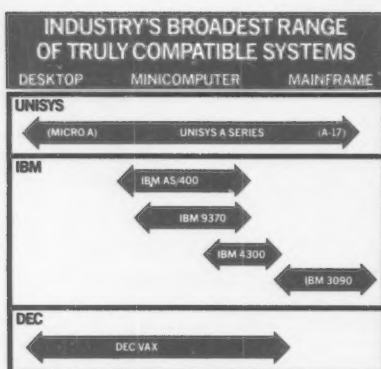 INDUSTRY'S BROADEST RANGE
OF TRULY COMPATIBLE SYSTEMS
DESKTOP MINICOMPUTER MAINFRAME
UNISYS
(MICRO A) UNISYS A SERIES (A-17)
IBM
IBM AS/400
IBM 9370
IBM 4300
IBM 3090
DEC
DEC VAX